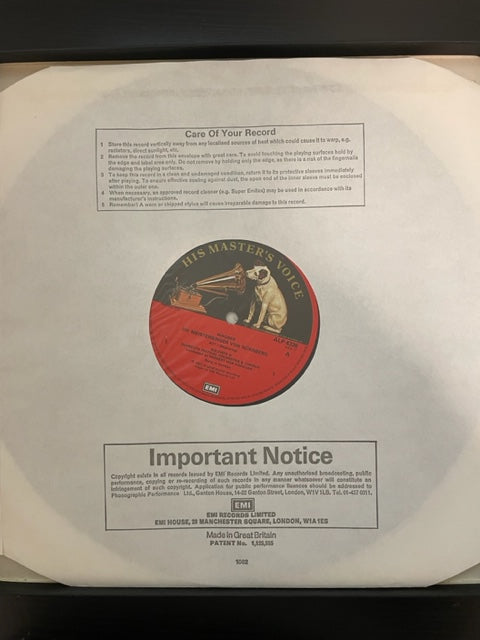 Care Of Your Record
1 Store this record vertically away from any localised sources of heat which could cause it to warp, e.g.
radiators, direct sunlight, etc.
2 Remove the record from this envelope with great care. To avoid touching the playing surfaces hold by
the edge and label area only. Do not remove by holding only the edge, as there is a risk of the fingernails
damaging the playing surfaces.
3 To keep this record in a clean and undamaged condition, return it to its protective sleeves immediately
after playing. To ensure effective sealing against dust, the open end of the inner sleeve must be enclosed
within the outer one.
4 When necessary, an approved record cleaner (e.g. Super Emitex) may be used in accordance with its
manufacturer's instructions.
5 Remember! A worn or chipped stylus will cause irreparable damage to this record.
HIS MASTER'S VOICE
DIE MEISTERSINGER VON NÜRNBERG
EMI
Important Notice
Copyright exists in all records issued by EMI Records Limited. Any unauthorised broadcasting, public
performance, copying or re-recording of such records in any manner whatsoever will constitute an
infringement of such copyright. Application for public performance licences should be addressed to
Phonographic Performance Ltd., Ganton House, 14-22 Ganton Street, London, W1V 1LB. Tel. 01-437 0311.
EMI
EMI RECORDS LIMITED
EMI HOUSE, 20 MANCHESTER SQUARE, LONDON, W1A 1ES
Made in Great Britain
PATENT No.